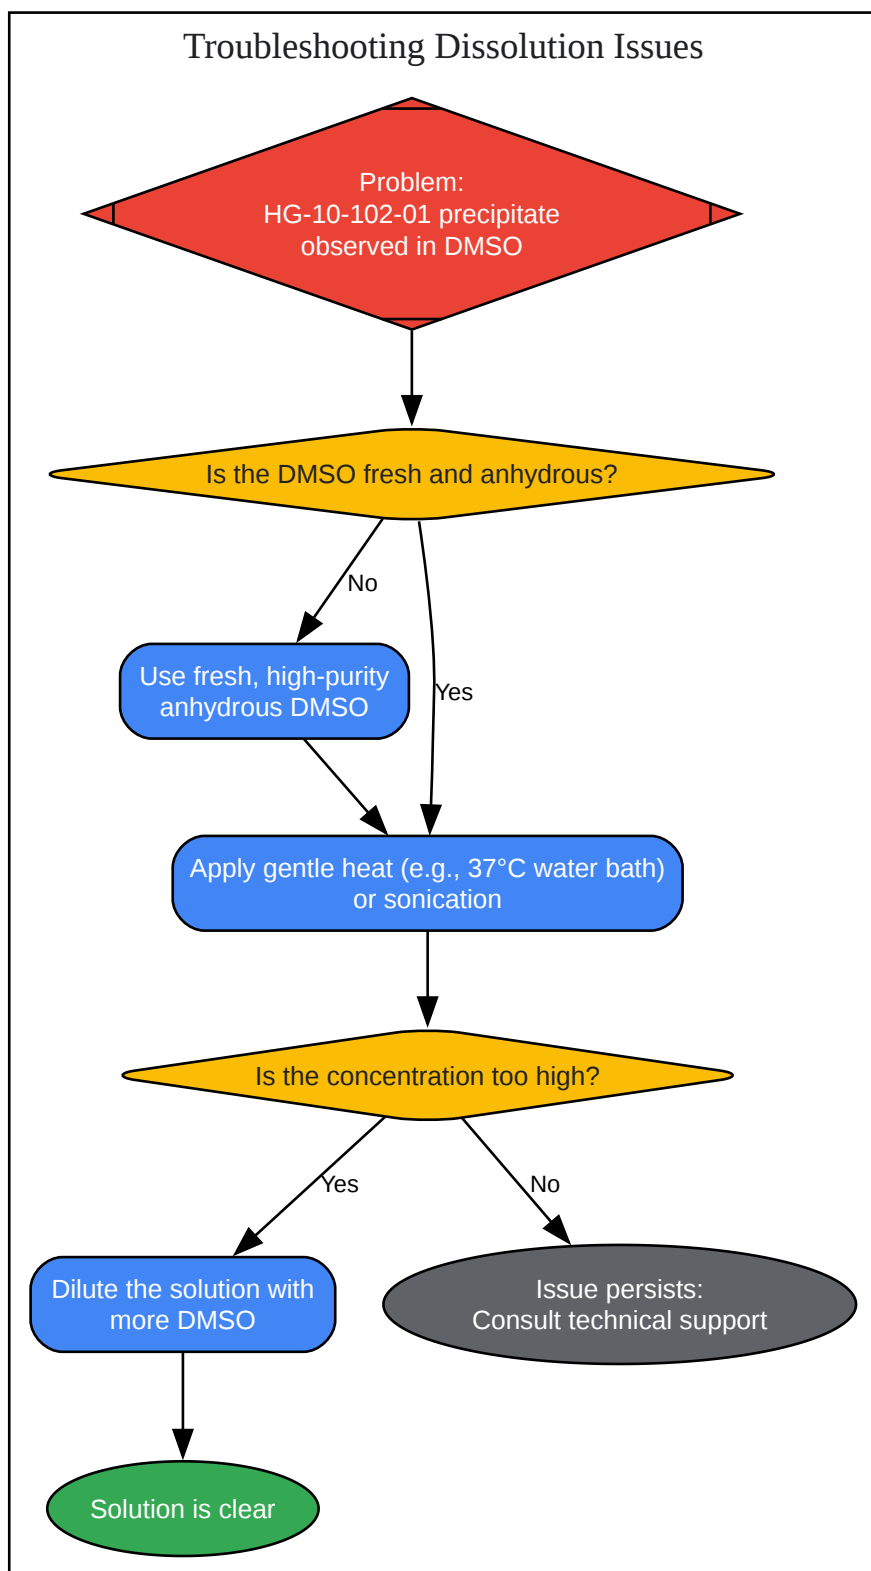 Troubleshooting Dissolution Issues
Problem:
HG-10-102-01 precipitate
observed in DMSO
Is the DMSO fresh and anhydrous?
No
Use fresh, high-purity
anhydrous DMSO
Yes
Apply gentle heat (e.g., 37°C water bath)
or sonication
Is the concentration too high?
Yes
No
Dilute the solution with
more DMSO
Issue persists:
Consult technical support
Solution is clear